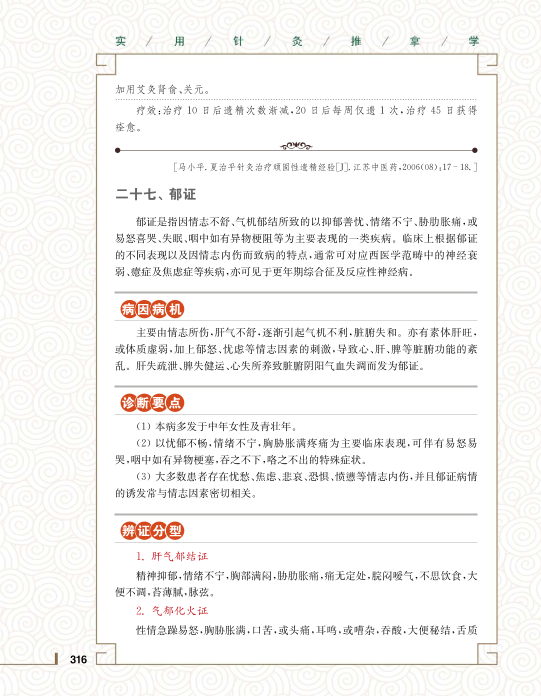 实 / 用 / 针 / 灸 / 推 / 拿 / 学
加用艾灸肾俞、关元。
疗效:治疗 10 日后遗精次数渐减,20 日后每周仅遗 1 次,治疗 45 日获得
痊愈。
[马小平. 夏治平针灸治疗顽固性遗精经验[J]. 江苏中医药,2006(08):17-18. ]
二十七、郁证
郁证是指因情志不舒、气机郁结所致的以抑郁善忧、情绪不宁、胁肋胀痛,或
易怒喜哭、失眠、咽中如有异物梗阻等为主要表现的一类疾病。临床上根据郁证
的不同表现以及因情志内伤而致病的特点,通常可对应西医学范畴中的神经衰
弱、癔症及焦虑症等疾病,亦可见于更年期综合征及反应性神经病。
病因病机
主要由情志所伤,肝气不舒,逐渐引起气机不利,脏腑失和。亦有素体肝旺,
或体质虚弱,加上郁怒、忧虑等情志因素的刺激,导致心、肝、脾等脏腑功能的紊
乱。肝失疏泄、脾失健运、心失所养致脏腑阴阳气血失调而发为郁证。
诊断要点
(1) 本病多发于中年女性及青壮年。
(2) 以忧郁不畅,情绪不宁,胸胁胀满疼痛为主要临床表现,可伴有易怒易
哭,咽中如有异物梗塞,吞之不下,咯之不出的特殊症状。
(3) 大多数患者存在忧愁、焦虑、悲哀、恐惧、愤懑等情志内伤,并且郁证病情
的诱发常与情志因素密切相关。
辨证分型
1. 肝气郁结证
精神抑郁,情绪不宁,胸部满闷,胁肋胀痛,痛无定处,脘闷嗳气,不思饮食,大
便不调,苔薄腻,脉弦。
2. 气郁化火证
性情急躁易怒,胸胁胀满,口苦,或头痛,耳鸣,或嘈杂,吞酸,大便秘结,舌质
316